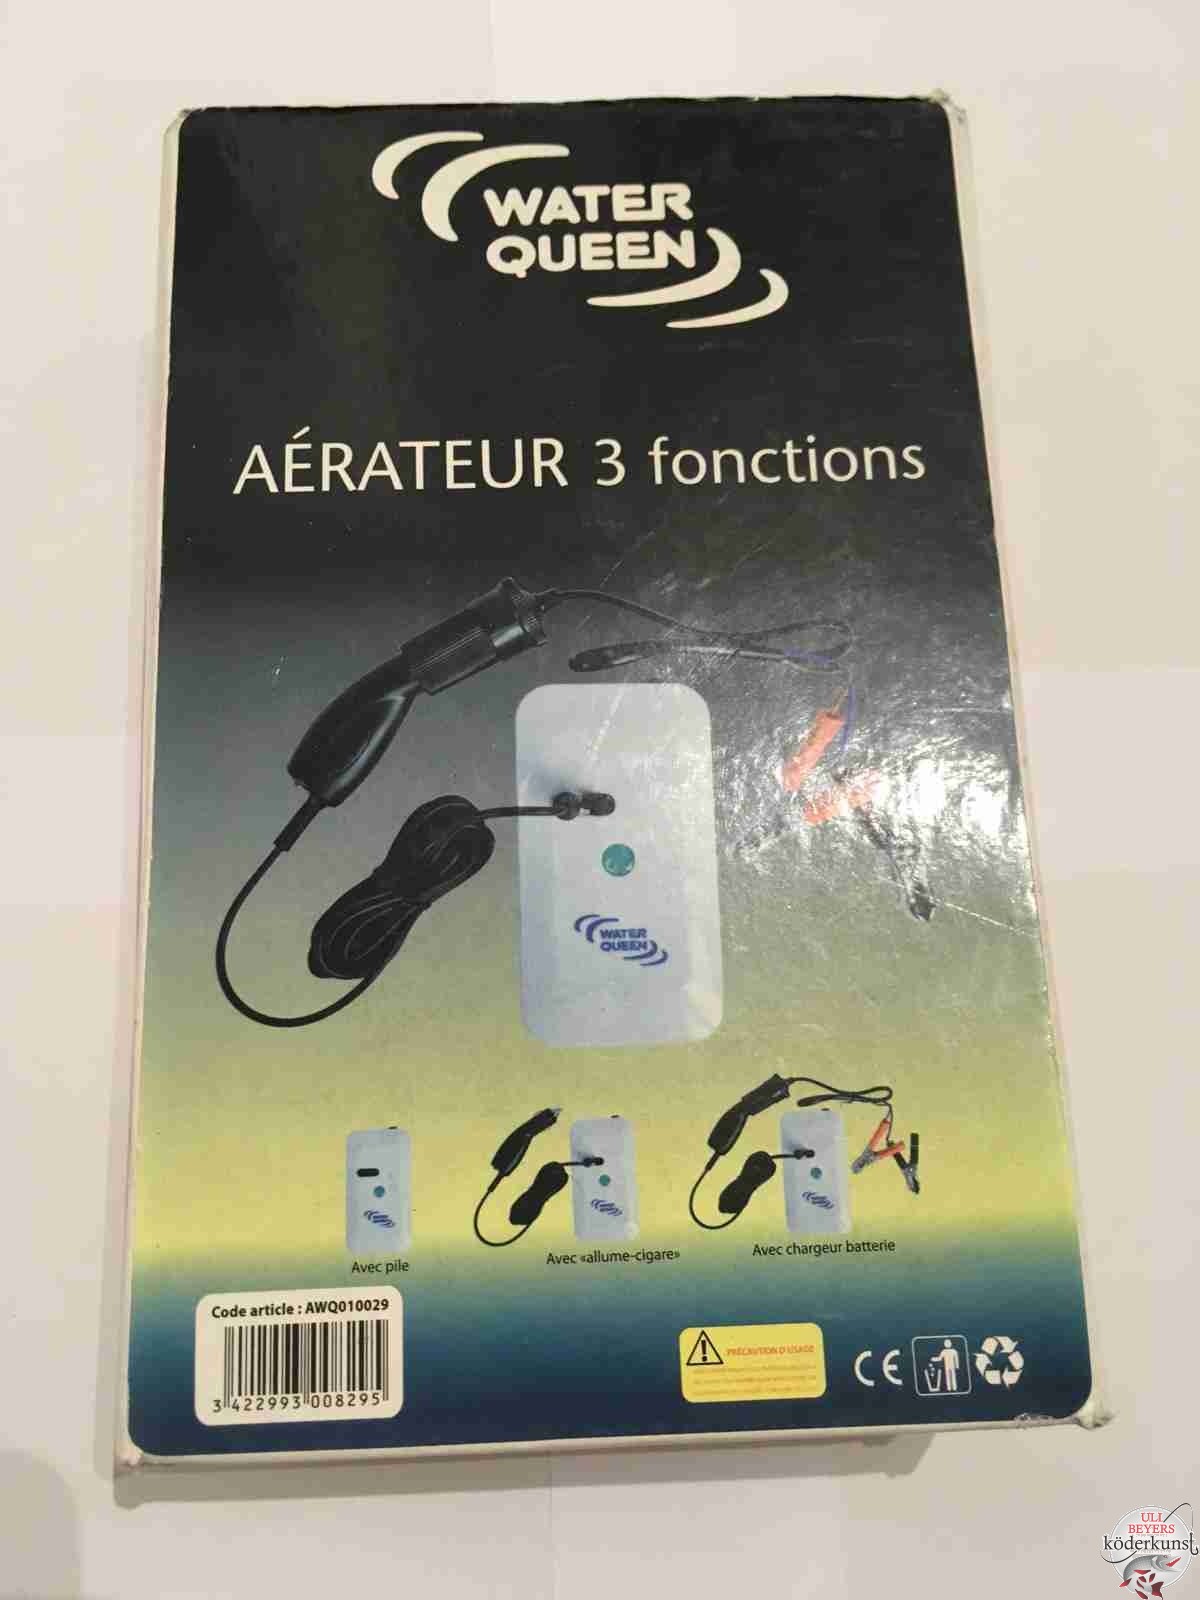 WATER
QUEEN
AÉRATEUR 3 fonctions
WATER
QUEEN
Avec pile
Avec «allume-cigare»
Avec chargeur batterie
Code article : AWQ010029
3 422993 008295
PRÉCAUTION D'USAGE
CE
ULI
BEYERS
köderkunst